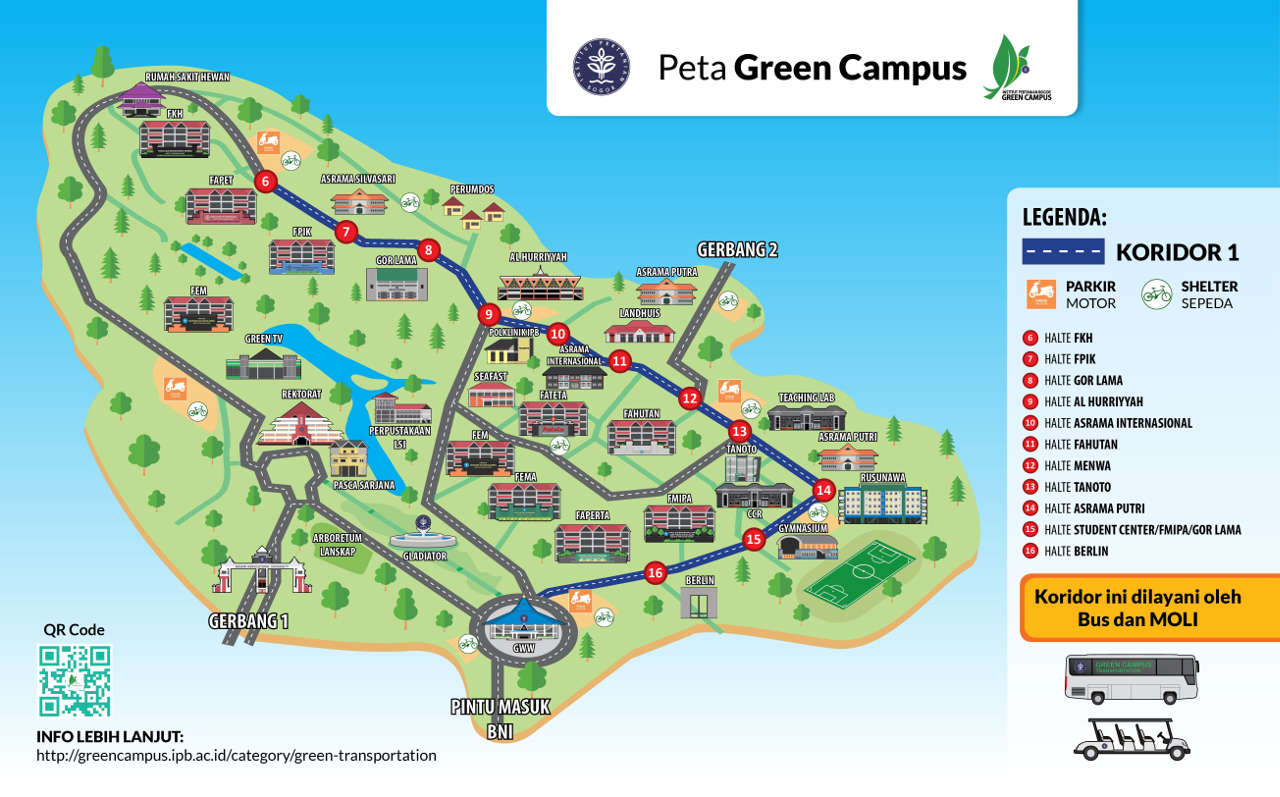 INSTITUT PERTANIAN
BOGOR
Peta Green Campus
INSTITUT PERTANIAN BOGOR
GREEN CAMPUS
RUMAH SAKIT HEWAN
FKH
6
FAPET
ASRAMA SILVASARI
PERUMDOS
7
FPIK
8
GOR LAMA
AL HURRIYYAH
GERBANG 2
ASRAMA PUTRA
FEM
9
LANDHUIS
POLKLINIK IPB
10
ASRAMA
INTERNASIONAL
11
GREEN TV
SEAFAST
REKTORAT
FATETA
12
PERPUSTAKAAN
LSI
FAHUTAN
TEACHING LAB
13
FEM
TANOTO
ASRAMA PUTRI
PASCA SARJANA
FEMA
RUSUNAWA
14
FMIPA
CCR
FAPERTA
GYMNASIUM
ARBORETUM
LANSKAP
GLADIATOR
15
16
BERLIN
GERBANG 1
GWW
PINTU MASUK
BNI
QR Code
INFO LEBIH LANJUT:
http://greencampus.ipb.ac.id/category/green-transportation
LEGENDA:
KORIDOR 1
PARKIR
MOTOR
SHELTER
SEPEDA
6 HALTE FKH
7 HALTE FPIK
8 HALTE GOR LAMA
9 HALTE AL HURRIYYAH
10 HALTE ASRAMA INTERNASIONAL
11 HALTE FAHUTAN
12 HALTE MENWA
13 HALTE TANOTO
14 HALTE ASRAMA PUTRI
15 HALTE STUDENT CENTER/FMIPA/GOR LAMA
16 HALTE BERLIN
Koridor ini dilayani oleh
Bus dan MOLI
GREEN CAMPUS
TRANSPORTATION